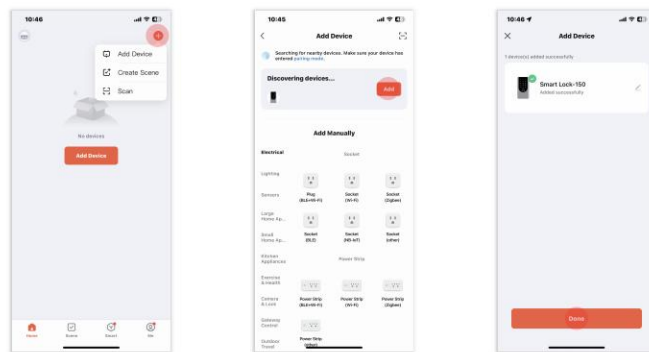 10:46
Add Device
Create Scene
Scan
No devices
Add Device
Home
Scene
Smart
Me
10:45
Add Device
Searching for nearby devices. Make sure your device has
entered pairing mode.
Discovering devices...
Add
Add Manually
Electrical
Socket
Lighting
Sensors
Plug
(BLE+Wi-Fi)
Socket
(Wi-Fi)
Socket
(Zigbee)
Large
Home Ap...
Small
Home Ap...
Socket
(BLE)
Socket
(NB-IoT)
Socket
(other)
Kitchen
Appliances
Power Strip
Exercise
& Health
Camera
& Lock
Power Strip
(BLE+Wi-Fi)
Power Strip
(Wi-Fi)
Power Strip
(Zigbee)
Gateway
Control
Outdoor
Travel
Power Strip
(other)
10:46
Add Device
1 device(s) added successfully
Smart Lock-150
Added successfully
Done